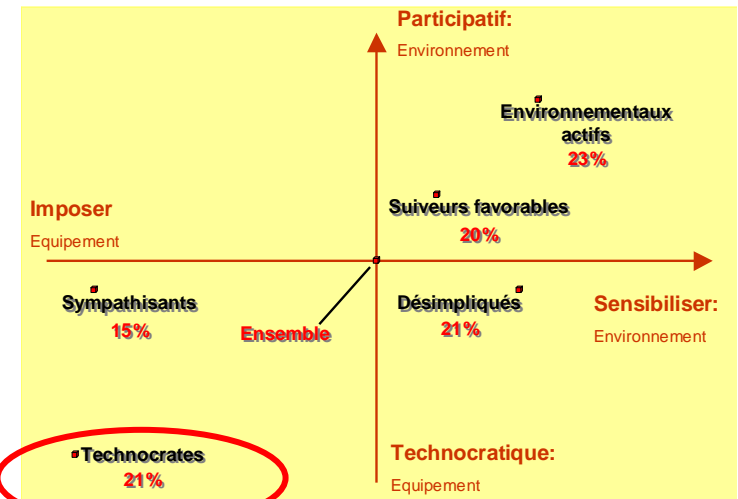 Participatif:
Environnement
Environnementaux
actifs
23%
Imposer
Equipement
Suiveurs favorables
20%
Sympathisants
15%
Ensemble
Désimpliqués
21%
Sensibiliser:
Environnement
Technocrates
21%
Technocratique:
Equipement